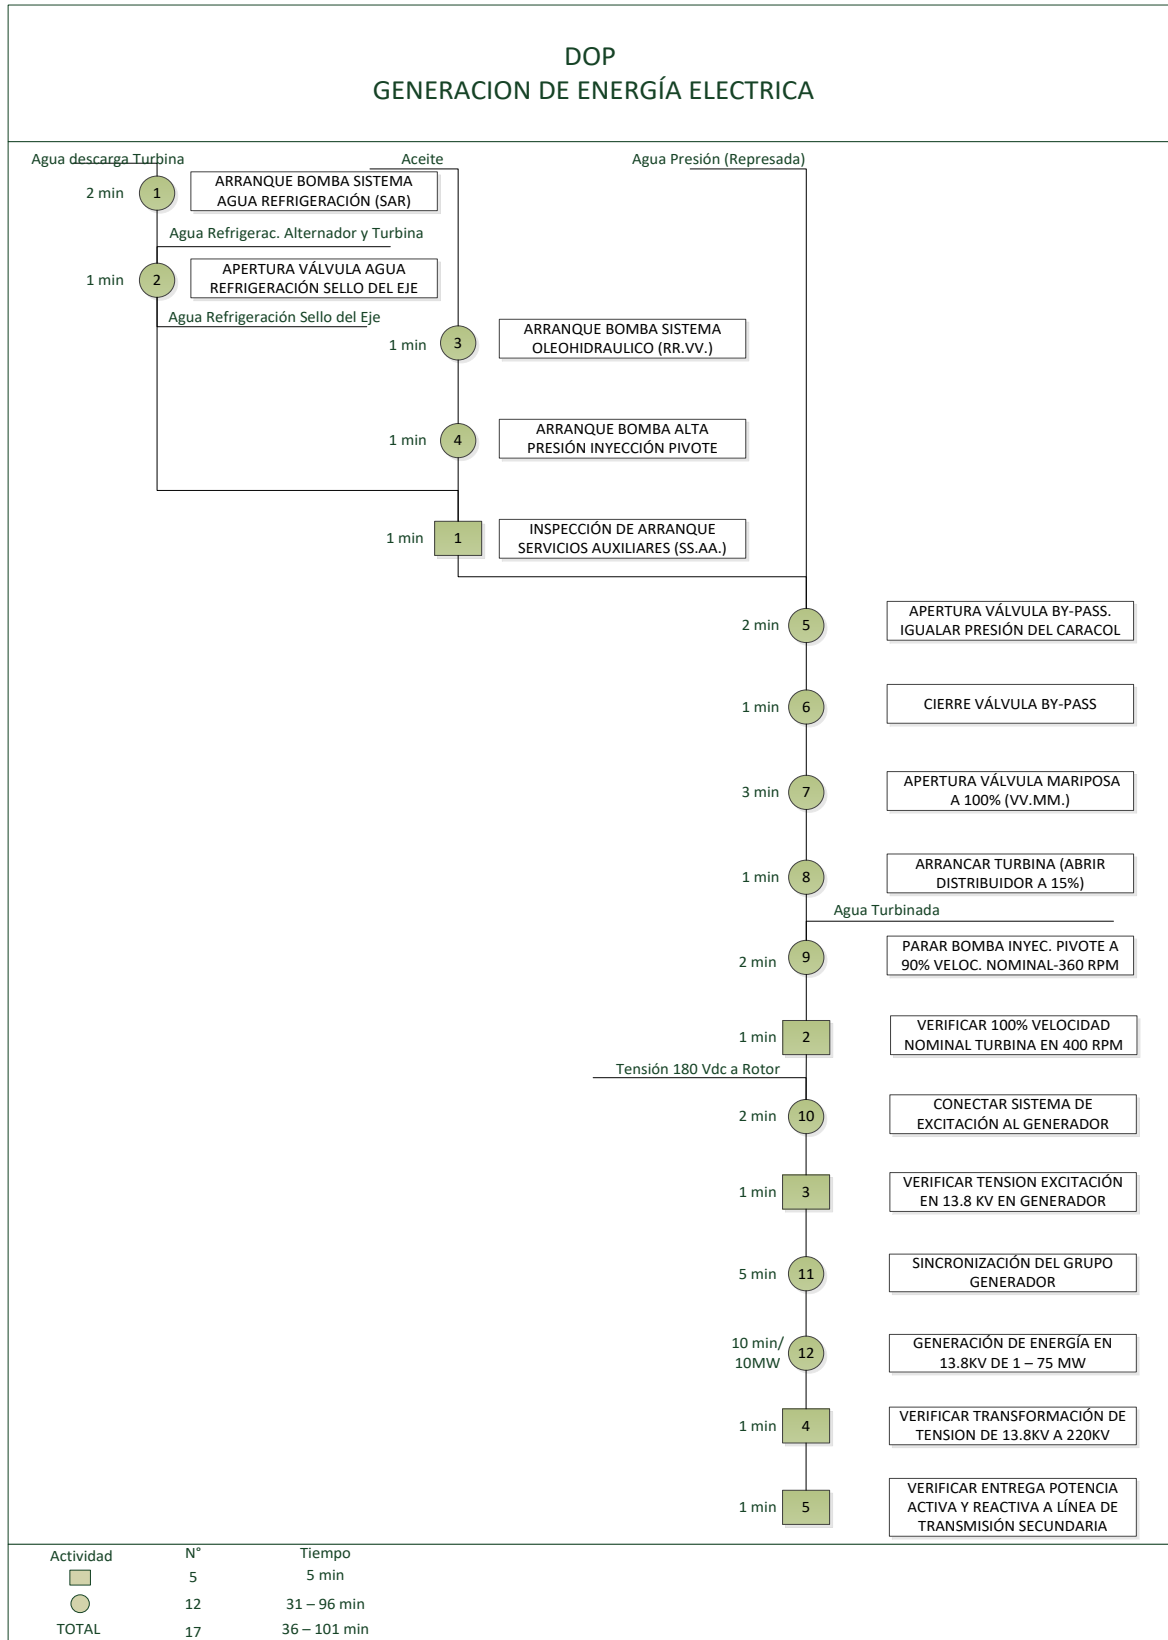 DOP
GENERACION DE ENERGÍA ELECTRICA
Agua descarga Turbina
Aceite
Agua Presión (Represada)
2 min
1
ARRANQUE BOMBA SISTEMA
AGUA REFRIGERACIÓN (SAR)
Agua Refrigerac. Alternador y Turbina
1 min
2
APERTURA VÁLVULA AGUA
REFRIGERACIÓN SELLO DEL EJE
Agua Refrigeración Sello del Eje
1 min
3
ARRANQUE BOMBA SISTEMA
OLEOHIDRAULICO (RR.VV.)
1 min
4
ARRANQUE BOMBA ALTA
PRESIÓN INYECCIÓN PIVOTE
1 min
1
INSPECCIÓN DE ARRANQUE
SERVICIOS AUXILIARES (SS.AA.)
2 min
5
APERTURA VÁLVULA BY-PASS.
IGUALAR PRESIÓN DEL CARACOL
1 min
6
CIERRE VÁLVULA BY-PASS
3 min
7
APERTURA VÁLVULA MARIPOSA
A 100% (VV.MM.)
1 min
8
ARRANCAR TURBINA (ABRIR
DISTRIBUIDOR A 15%)
Agua Turbinada
2 min
9
PARAR BOMBA INYEC. PIVOTE A
90% VELOC. NOMINAL-360 RPM
1 min
2
VERIFICAR 100% VELOCIDAD
NOMINAL TURBINA EN 400 RPM
Tensión 180 Vdc a Rotor
2 min
10
CONECTAR SISTEMA DE
EXCITACIÓN AL GENERADOR
1 min
3
VERIFICAR TENSION EXCITACIÓN
EN 13.8 KV EN GENERADOR
5 min
11
SINCRONIZACIÓN DEL GRUPO
GENERADOR
10 min/
10MW
12
GENERACIÓN DE ENERGÍA EN
13.8KV DE 1 – 75 MW
1 min
4
VERIFICAR TRANSFORMACIÓN DE
TENSION DE 13.8KV A 220KV
1 min
5
VERIFICAR ENTREGA POTENCIA
ACTIVA Y REACTIVA A LÍNEA DE
TRANSMISIÓN SECUNDARIA
Actividad N° Tiempo
5 5 min
12 31 – 96 min
TOTAL 17 36 – 101 min